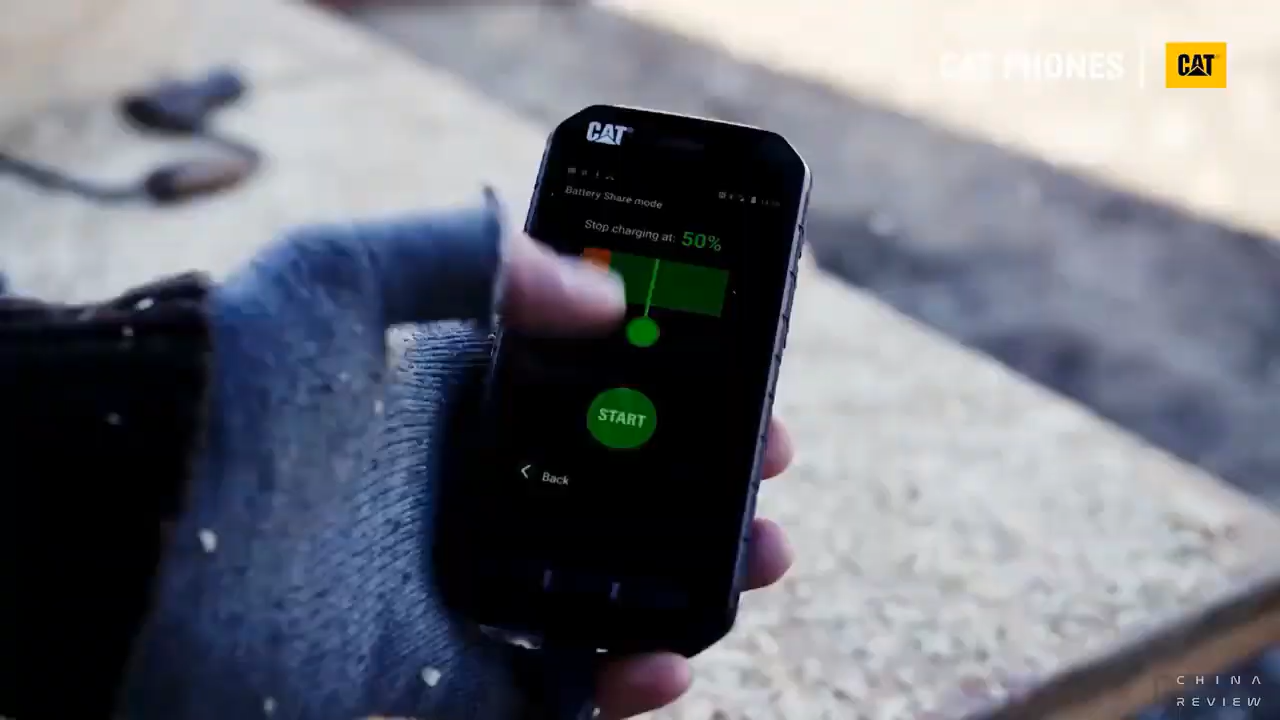 CAT PHONES
CAT
CAT
Battery Share mode
Stop charging at: 50%
START
Back
CHINA
REVIEW